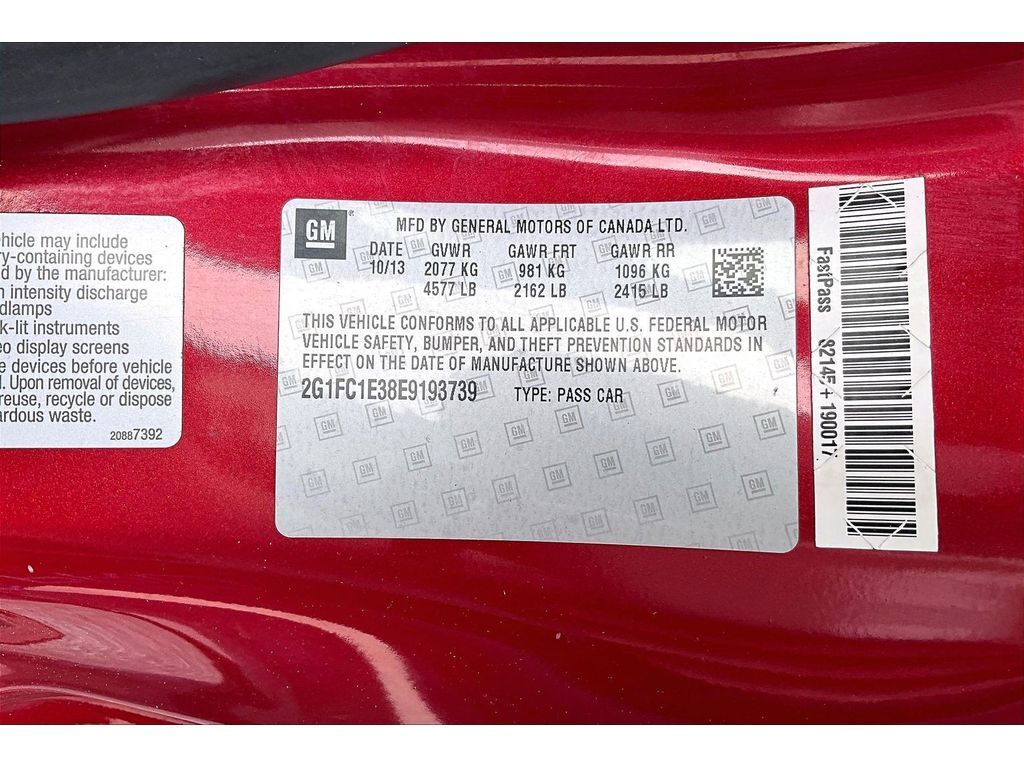 ehicle may include
ry-containing devices
d by the manufacturer:
h intensity discharge
adlamps
k-lit instruments
eo display screens
e devices before vehicle
l. Upon removal of devices,
reuse, recycle or dispose
ardous waste.
20887392
GM
MFD BY GENERAL MOTORS OF CANADA LTD.
DATE GVWR GAWR FRT GAWR RR
10/13 2077 KG 981 KG 1096 KG
4577 LB 2162 LB 2415 LB
THIS VEHICLE CONFORMS TO ALL APPLICABLE U.S. FEDERAL MOTOR
VEHICLE SAFETY, BUMPER, AND THEFT PREVENTION STANDARDS IN
EFFECT ON THE DATE OF MANUFACTURE SHOWN ABOVE.
2G1FC1E38E9193739 TYPE: PASS CAR
FastPass